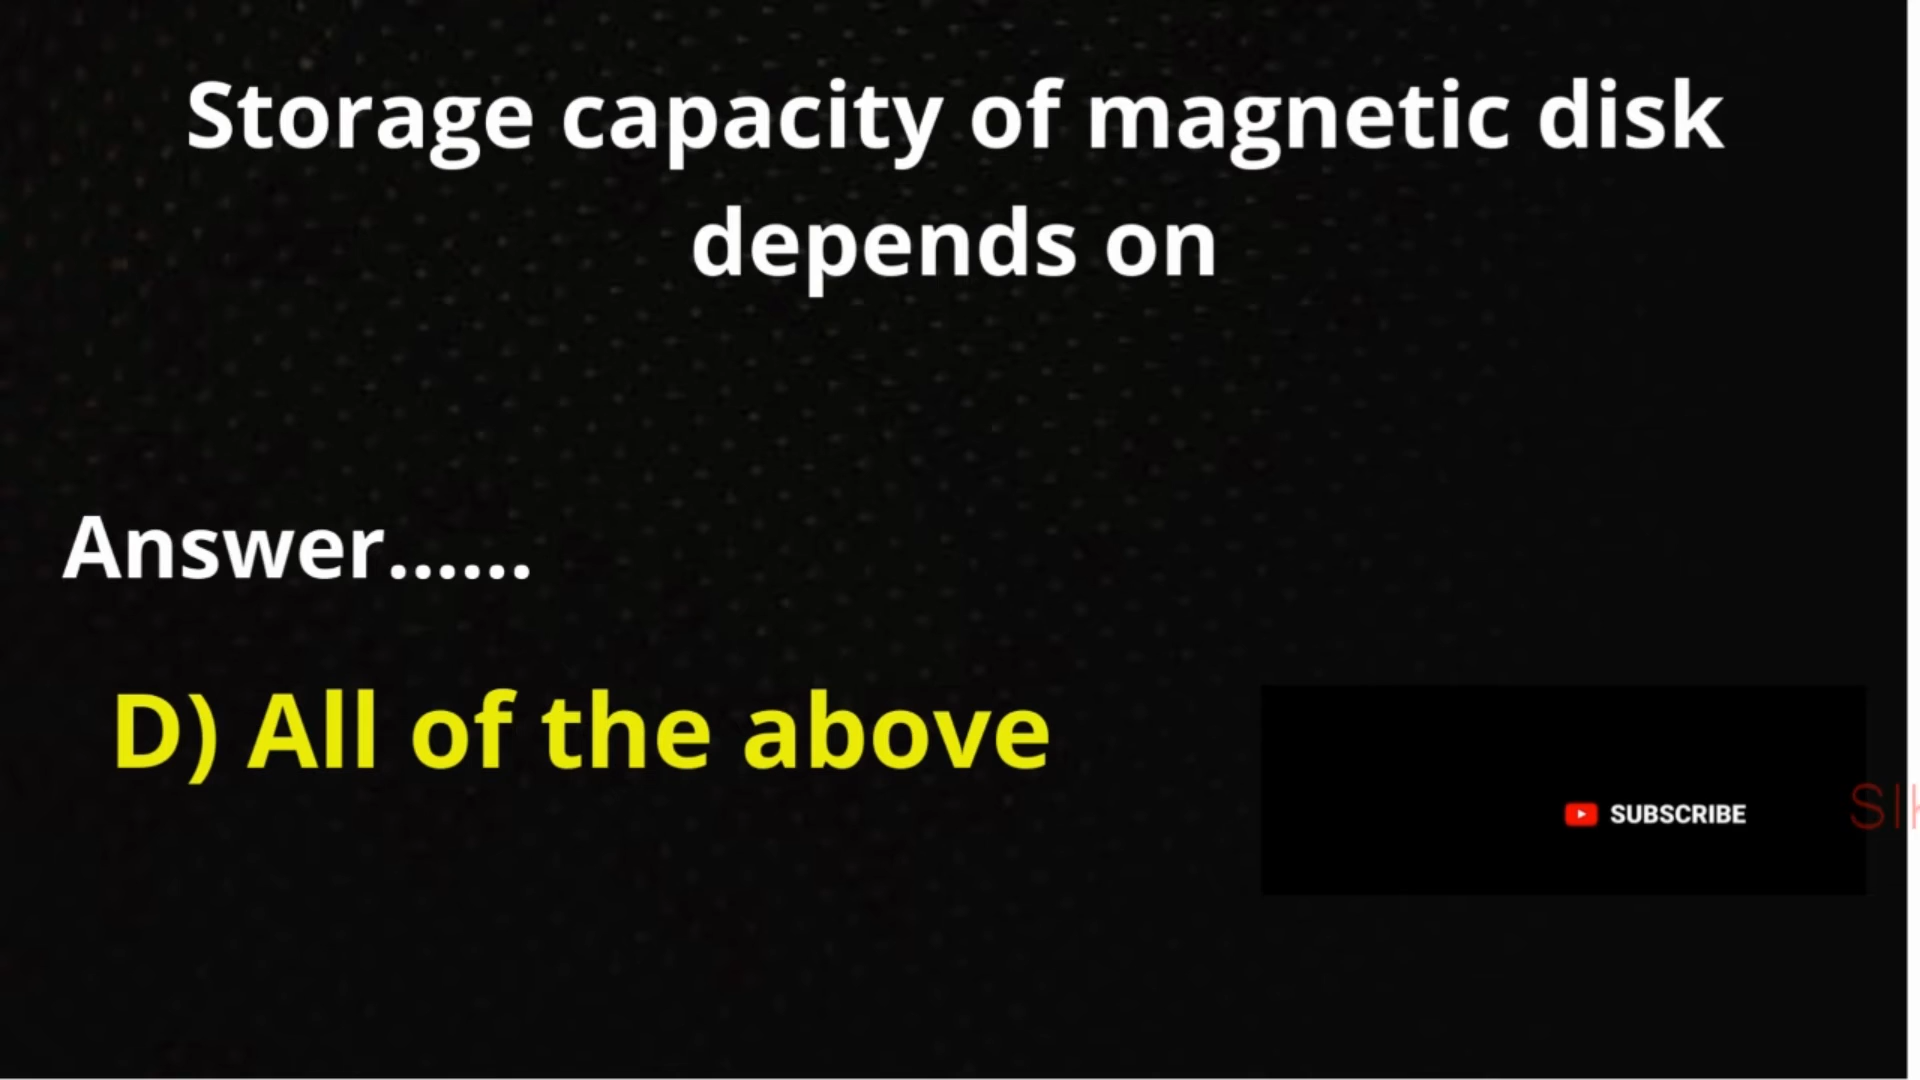 Storage capacity of magnetic disk
depends on
Answer......
D) All of the above
SUBSCRIBE